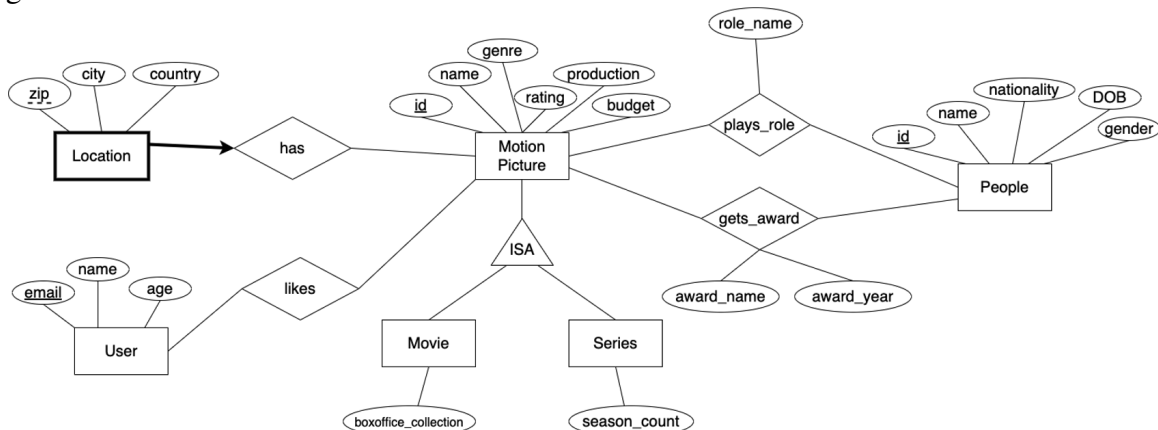 role_name
genre
city
name
production
zip
country
id
rating
budget
nationality
name
DOB
id
gender
plays_role
Location
has
Motion
Picture
People
gets_award
ISA
name
email
age
likes
award_name
award_year
User
Movie
Series
boxoffice_collection
season_count